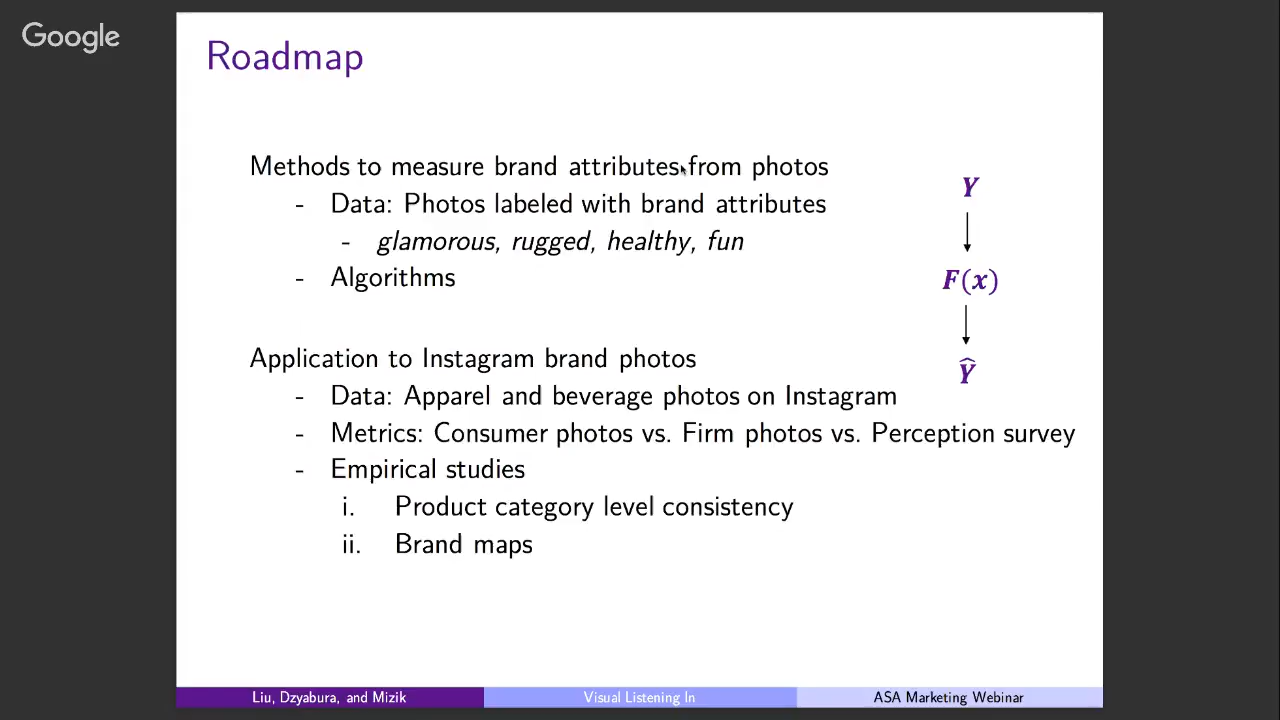 Google
Roadmap
Methods to measure brand attributes from photos
- Data: Photos labeled with brand attributes
- glamorous, rugged, healthy, fun
- Algorithms
Y
F(x)
Ŷ
Application to Instagram brand photos
- Data: Apparel and beverage photos on Instagram
- Metrics: Consumer photos vs. Firm photos vs. Perception survey
- Empirical studies
i. Product category level consistency
ii. Brand maps
Liu, Dzyabura, and Mizik
Visual Listening In
ASA Marketing Webinar